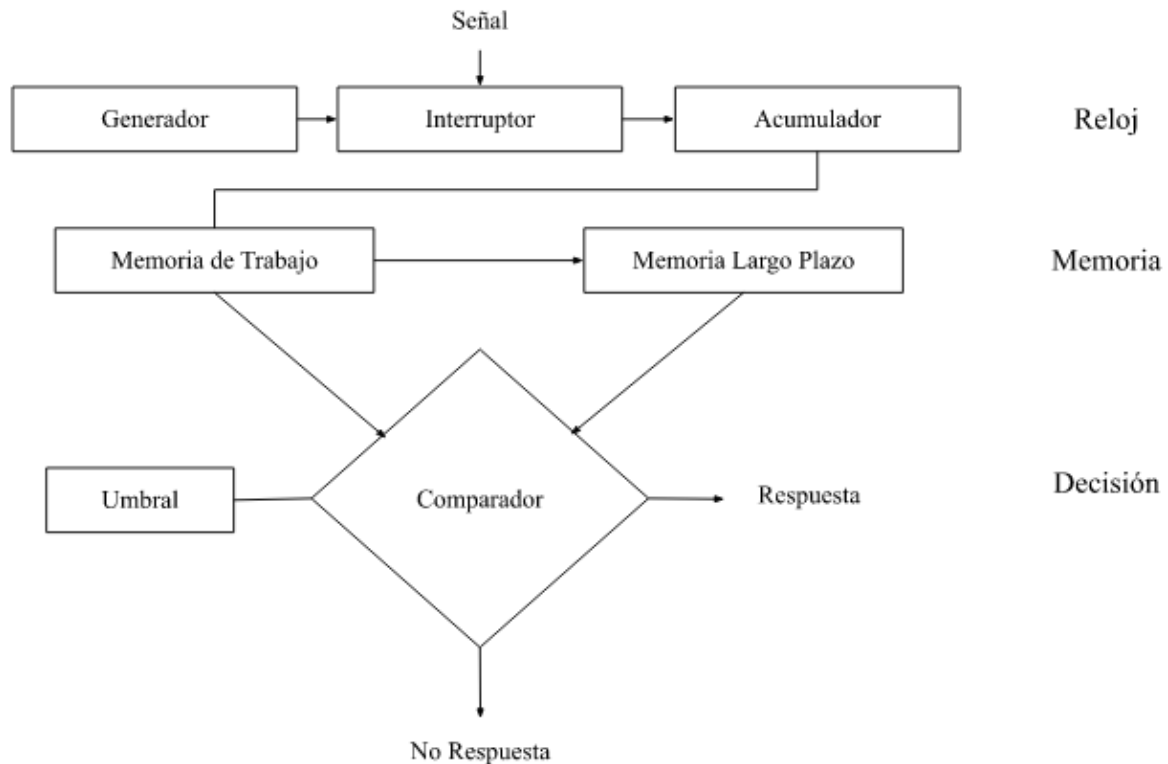 Señal
Generador
Interruptor
Acumulador
Reloj
Memoria de Trabajo
Memoria Largo Plazo
Memoria
Umbral
Comparador
Respuesta
Decisión
No Respuesta